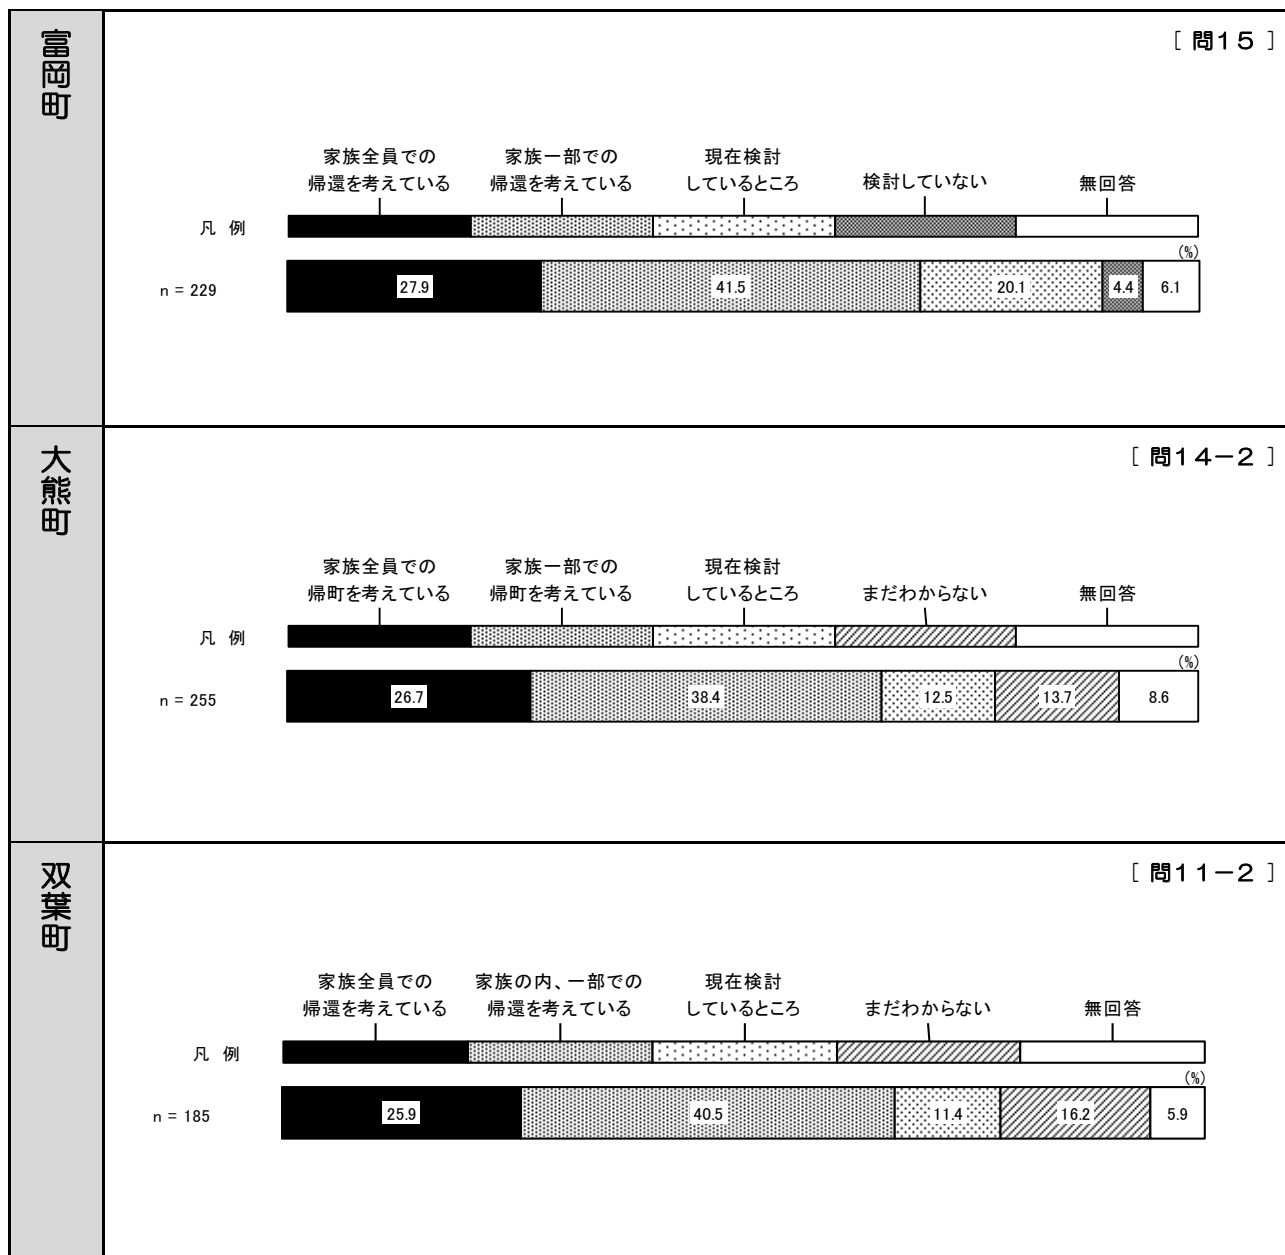 富岡町
[ 問15 ]
家族全員での
帰還を考えている
家族一部での
帰還を考えている
現在検討
しているところ
検討していない
無回答
凡 例
(%)
n = 229
27.9
41.5
20.1
4.4
6.1
大熊町
[ 問14-2 ]
家族全員での
帰町を考えている
家族一部での
帰町を考えている
現在検討
しているところ
まだわからない
無回答
凡 例
(%)
n = 255
26.7
38.4
12.5
13.7
8.6
双葉町
[ 問11-2 ]
家族全員での
帰還を考えている
家族の内、一部での
帰還を考えている
現在検討
しているところ
まだわからない
無回答
凡 例
(%)
n = 185
25.9
40.5
11.4
16.2
5.9